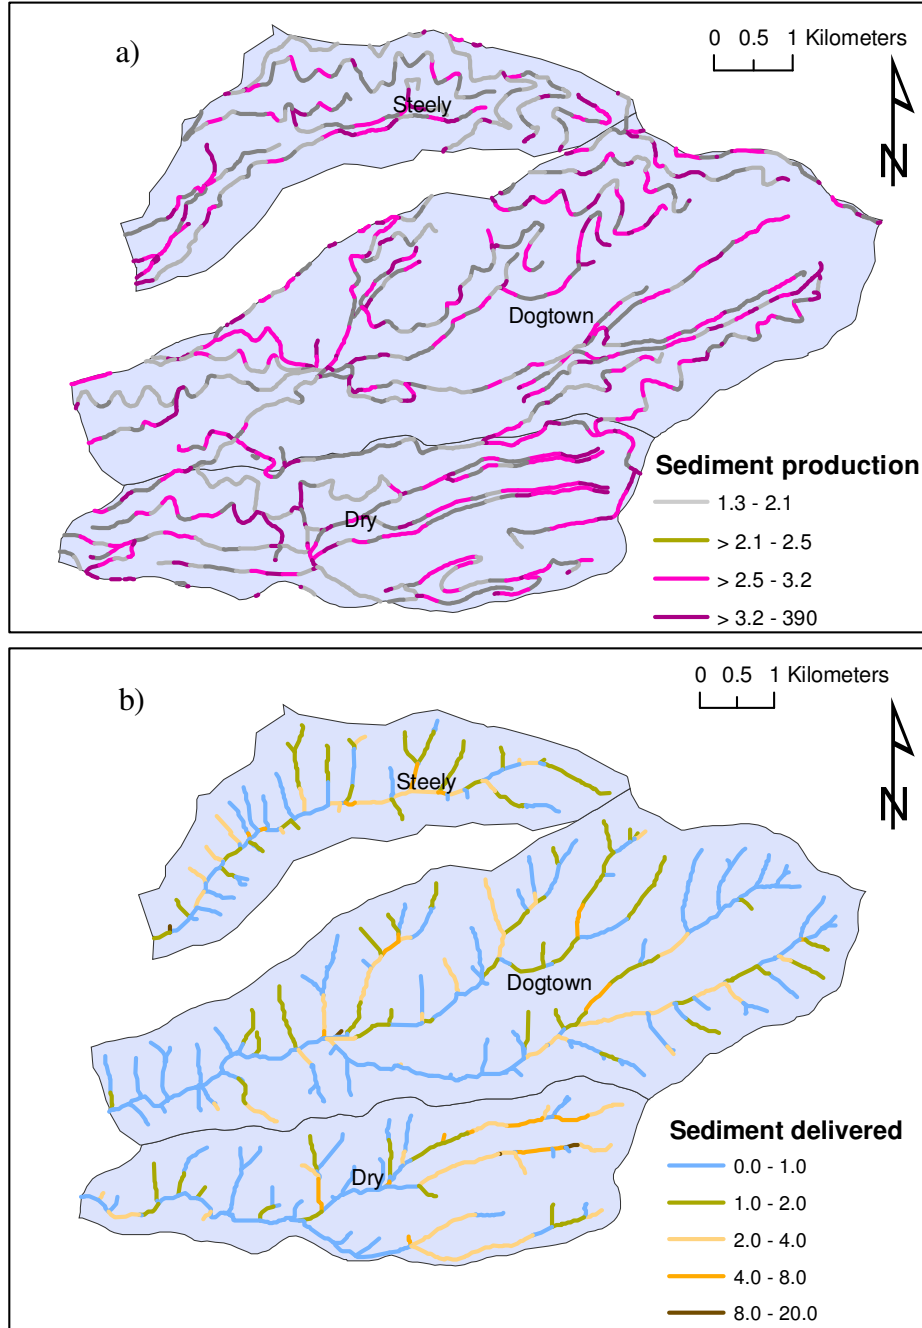 a)
0 0.5 1 Kilometers
N
Steely
Dogtown
Dry
Sediment production
1.3 - 2.1
> 2.1 - 2.5
> 2.5 - 3.2
> 3.2 - 390
b)
0 0.5 1 Kilometers
N
Steely
Dogtown
Dry
Sediment delivered
0.0 - 1.0
1.0 - 2.0
2.0 - 4.0
4.0 - 8.0
8.0 - 20.0